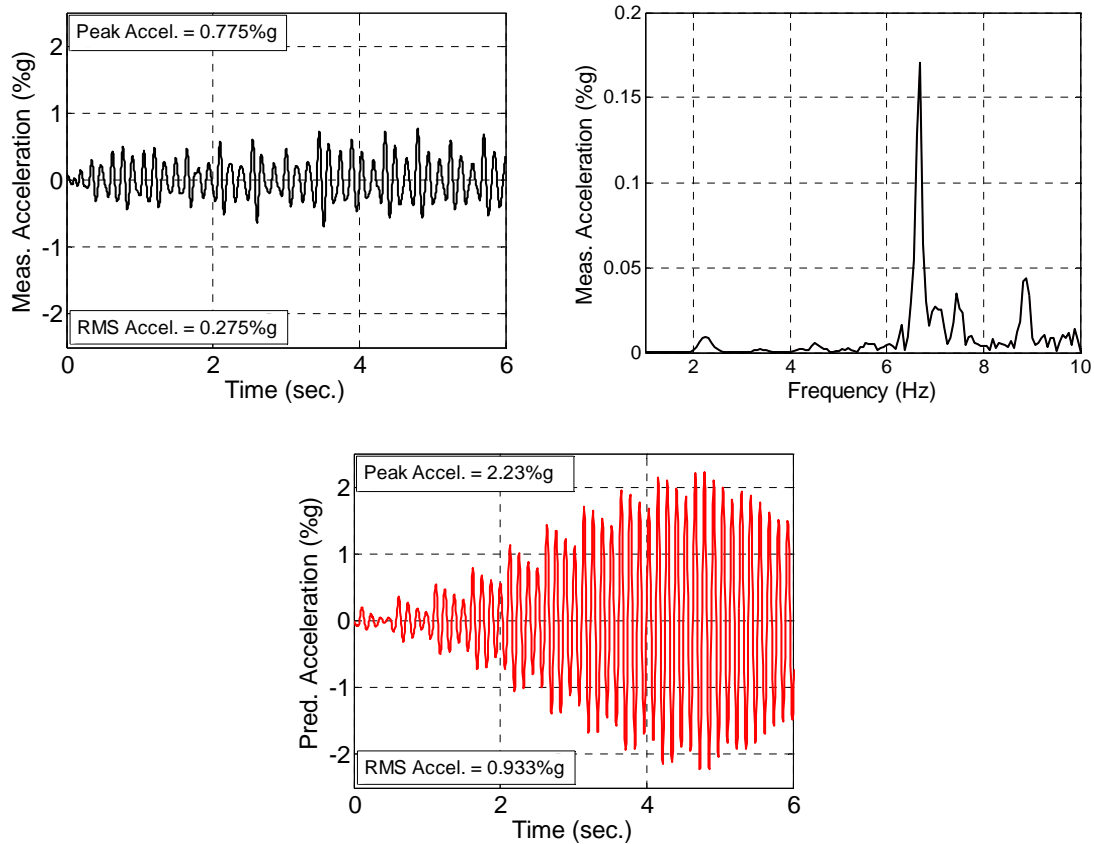 Peak Accel. = 0.775%g
Meas. Acceleration (%g)
2
1
0
-1
-2
RMS Accel. = 0.275%g
0 2 4 6
Time (sec.)
Meas. Acceleration (%g)
0.2
0.15
0.1
0.05
0
2 4 6 8 10
Frequency (Hz)
Peak Accel. = 2.23%g
Pred. Acceleration (%g)
2
1
0
-1
-2
RMS Accel. = 0.933%g
0 2 4 6
Time (sec.)